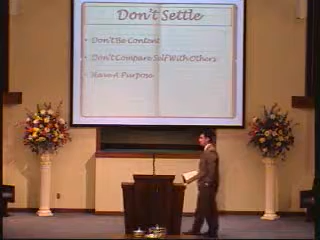 Don't Settle
• Don't Be Content
• Don't Compare Self With Others
• Have A Purpose